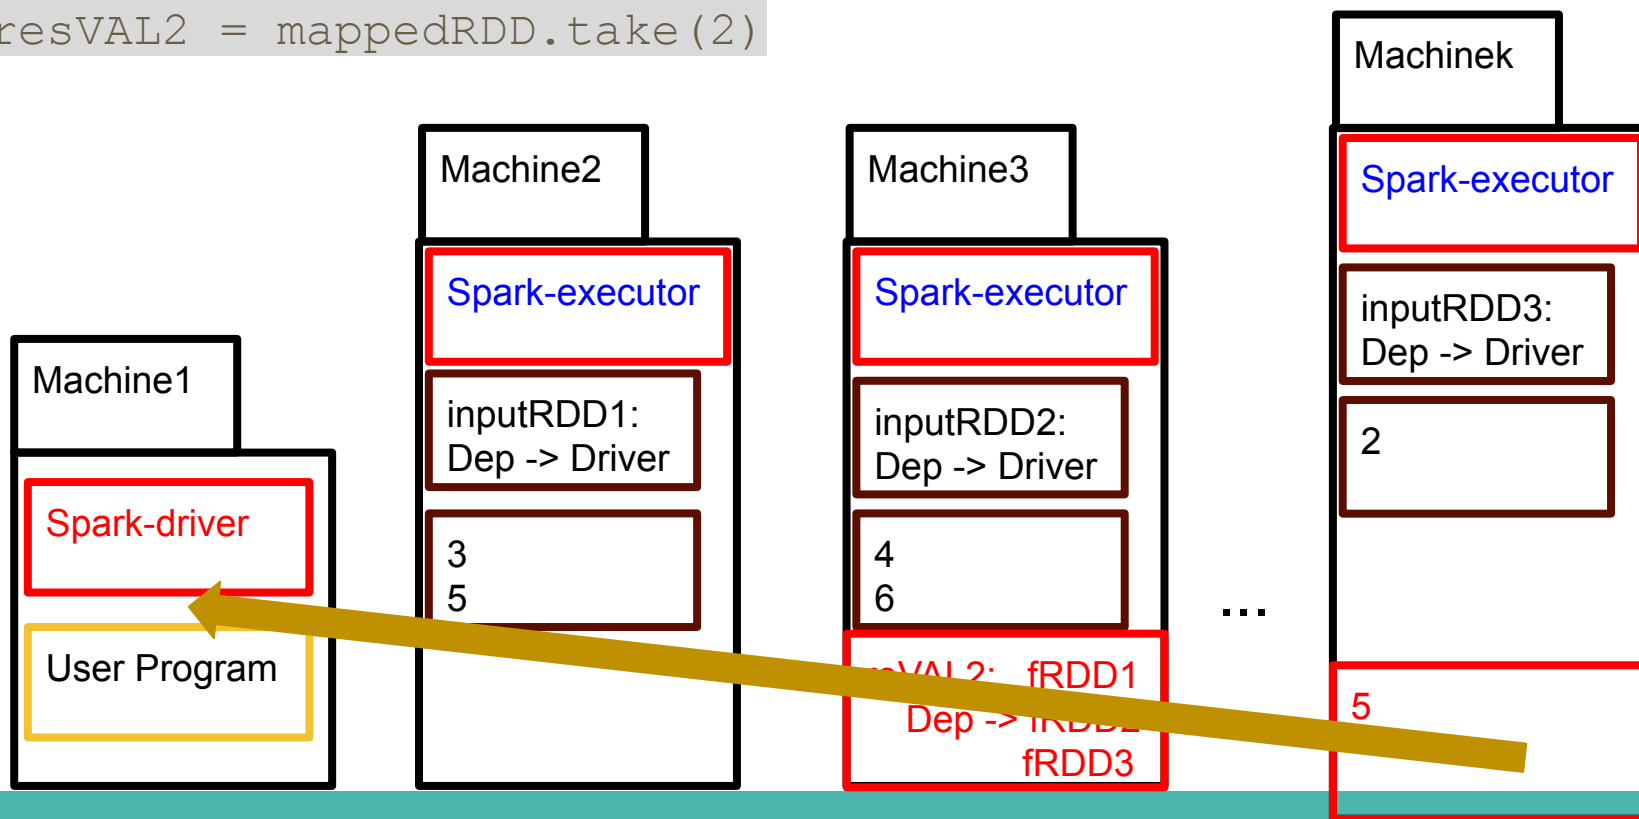 resVAL2 = mappedRDD.take(2)
Machine1
Spark-driver
User Program
Machine2
Spark-executor
inputRDD1:
Dep -> Driver
3
5
Machine3
Spark-executor
inputRDD2:
Dep -> Driver
4
6
fRDD1
Dep -> fRDD2
fRDD3
...
Machinek
Spark-executor
inputRDD3:
Dep -> Driver
2
5